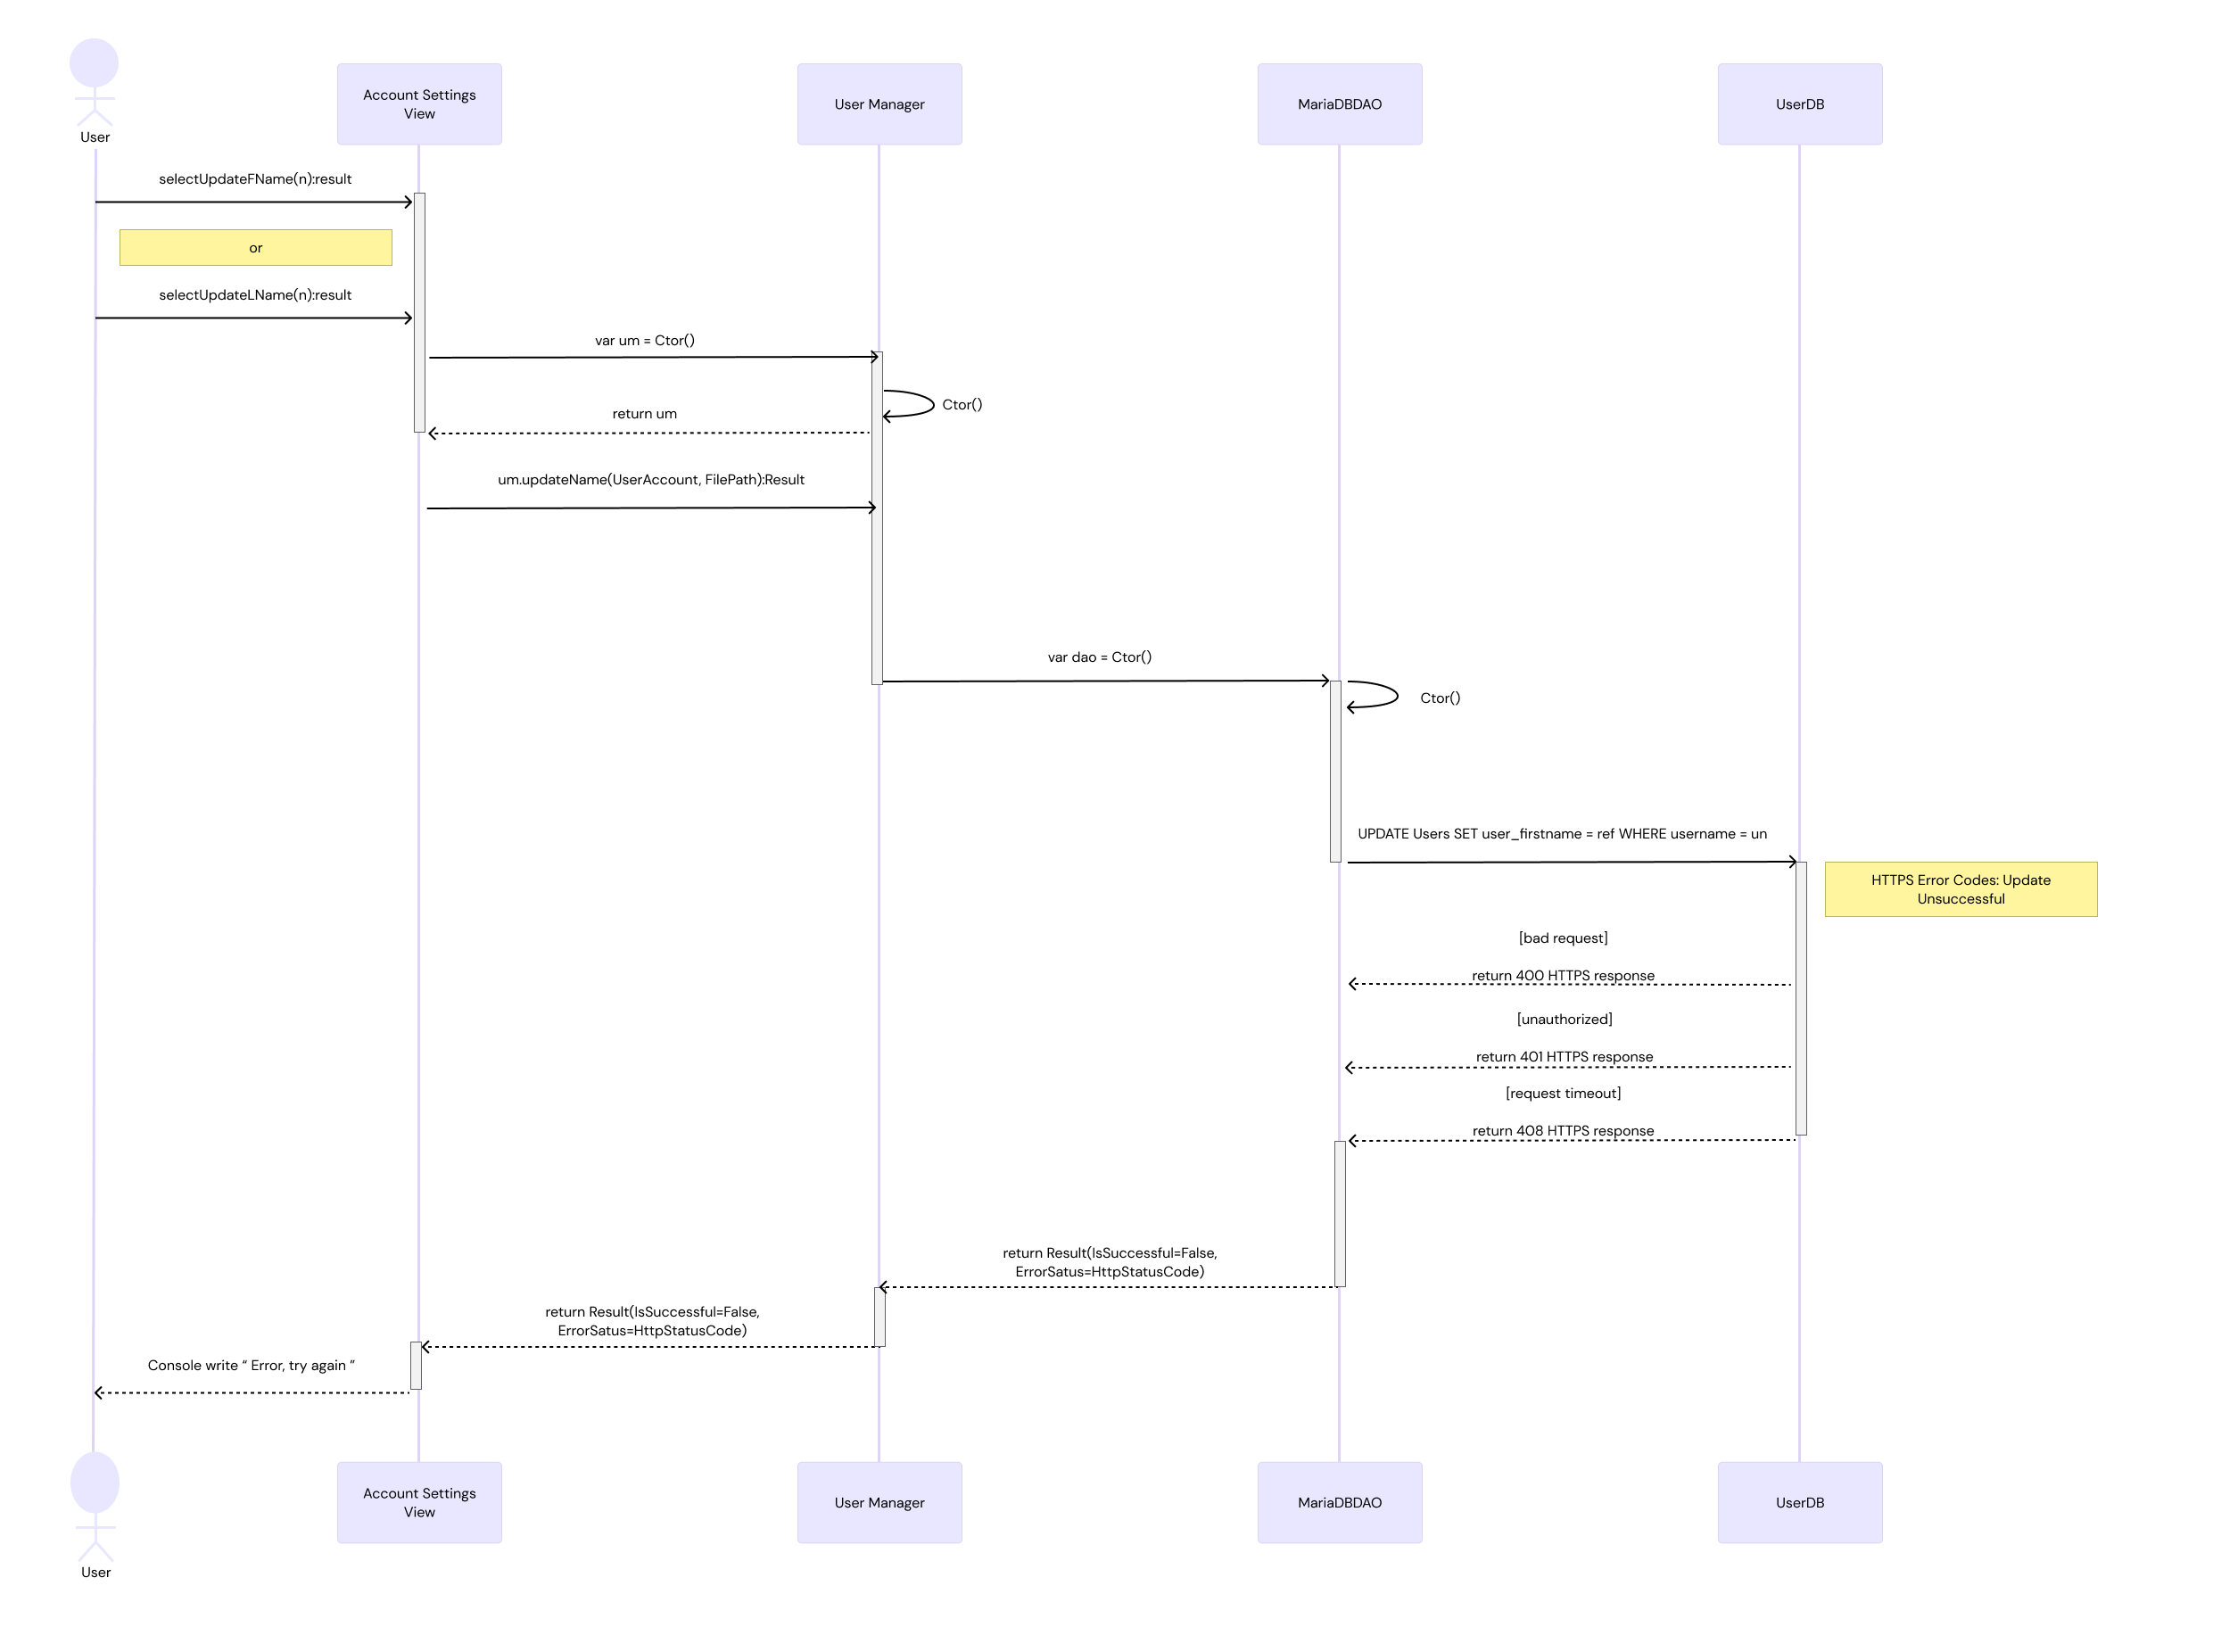 User
Account Settings
View
User Manager
MariaDBDAO
UserDB
selectUpdateFName(n):result
or
selectUpdateLName(n):result
var um = Ctor()
Ctor()
return um
um.updateName(UserAccount, FilePath):Result
var dao = Ctor()
Ctor()
UPDATE Users SET user_firstname = ref WHERE username = un
HTTPS Error Codes: Update
Unsuccessful
[bad request]
return 400 HTTPS response
[unauthorized]
return 401 HTTPS response
[request timeout]
return 408 HTTPS response
return Result(IsSuccessful=False,
ErrorSatus=HttpStatusCode)
return Result(IsSuccessful=False,
ErrorSatus=HttpStatusCode)
Console write “ Error, try again ”
Account Settings
View
User Manager
MariaDBDAO
UserDB
User